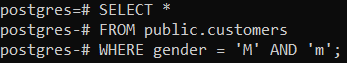 postgres=# SELECT *
postgres-# FROM public.customers
postgres-# WHERE gender = 'M' AND 'm';